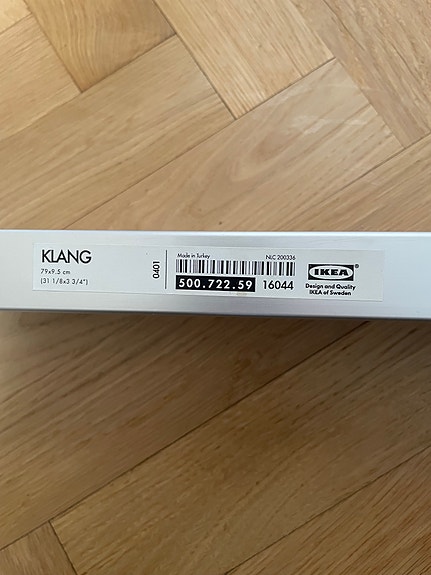 KLANG
79x9.5 cm
(31 1/8x3 3/4")
0401
Made in Turkey
NLC 200336
500.722.59
16044
IKEA®
Design and Quality
IKEA of Sweden